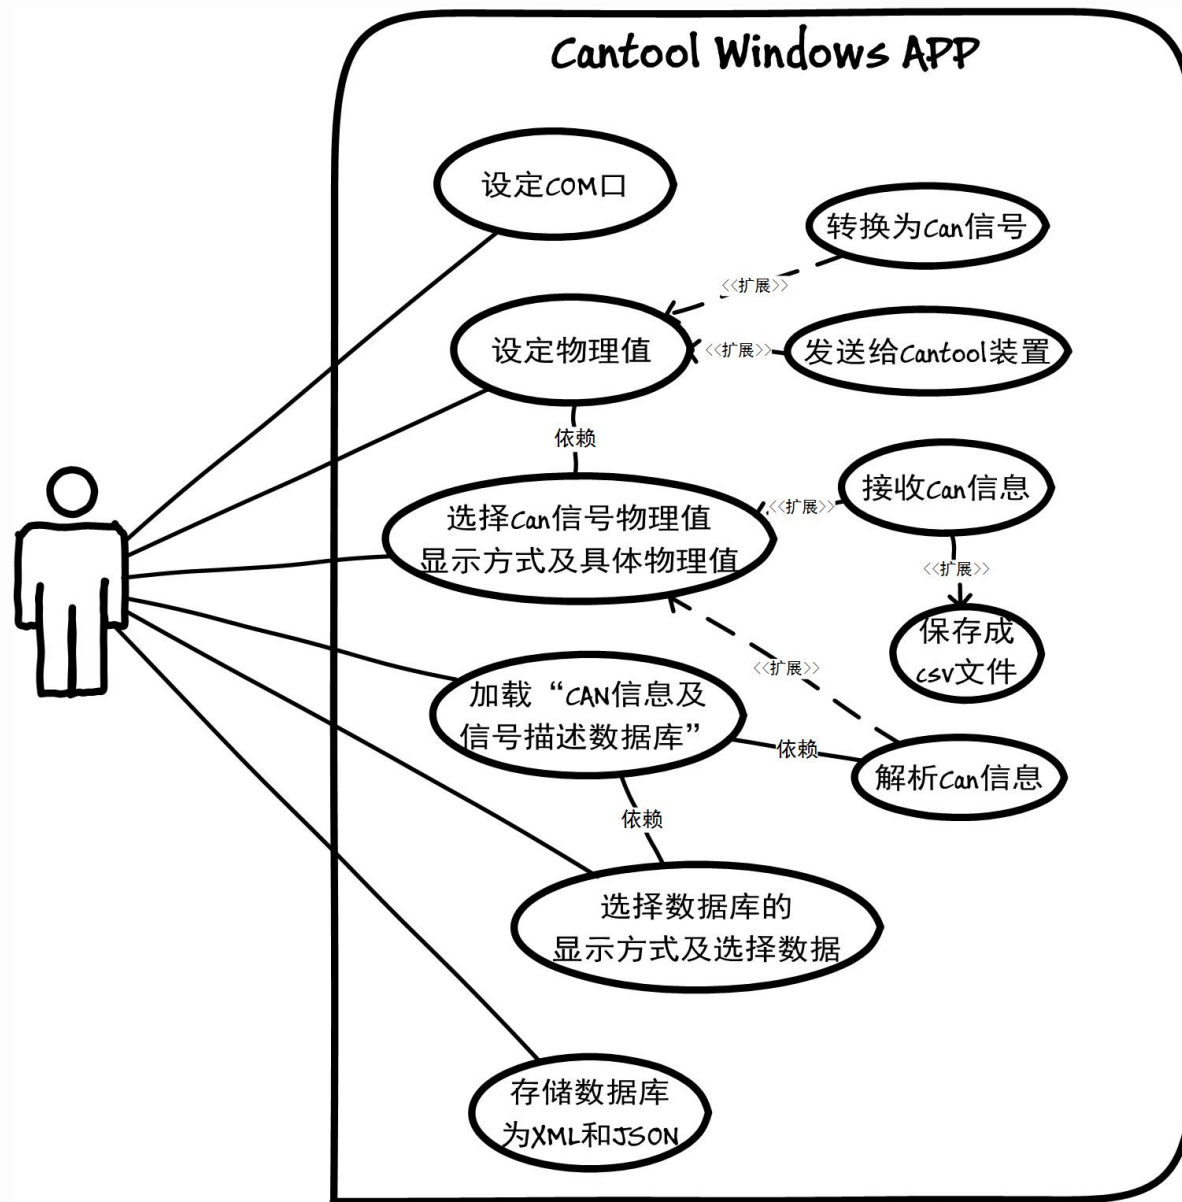 Cantool Windows APP
设定COM口
转换为Can信号
<<扩展>>
设定物理值
<<扩展>>
发送给Cantool装置
依赖
选择Can信号物理值
显示方式及具体物理值
<<扩展>>
接收Can信息
<<扩展>>
保存成
csv文件
<<扩展>>
加载“CAN信息及
信号描述数据库”
依赖
解析Can信息
依赖
选择数据库的
显示方式及选择数据
存储数据库
为XML和JSON